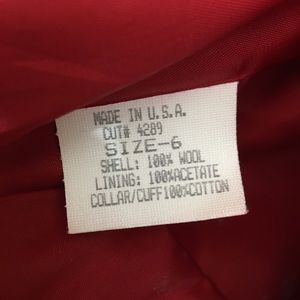 MADE IN U.S.A.
CUT# 4289
SIZE-6
SHELL: 100% WOOL
LINING: 100%ACETATE
COLLAR/CUFF100%COTTON